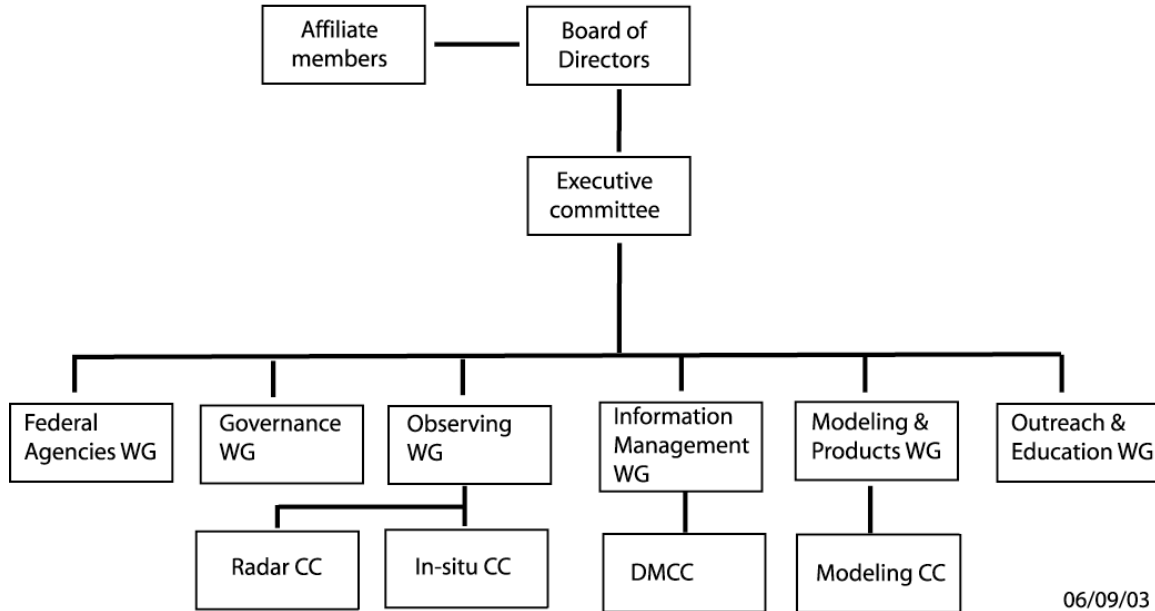 Affiliate
members
Board of
Directors
Executive
committee
Federal
Agencies WG
Governance
WG
Observing
WG
Information
Management
WG
Modeling &
Products WG
Outreach &
Education WG
Radar CC
In-situ CC
DMCC
Modeling CC
06/09/03